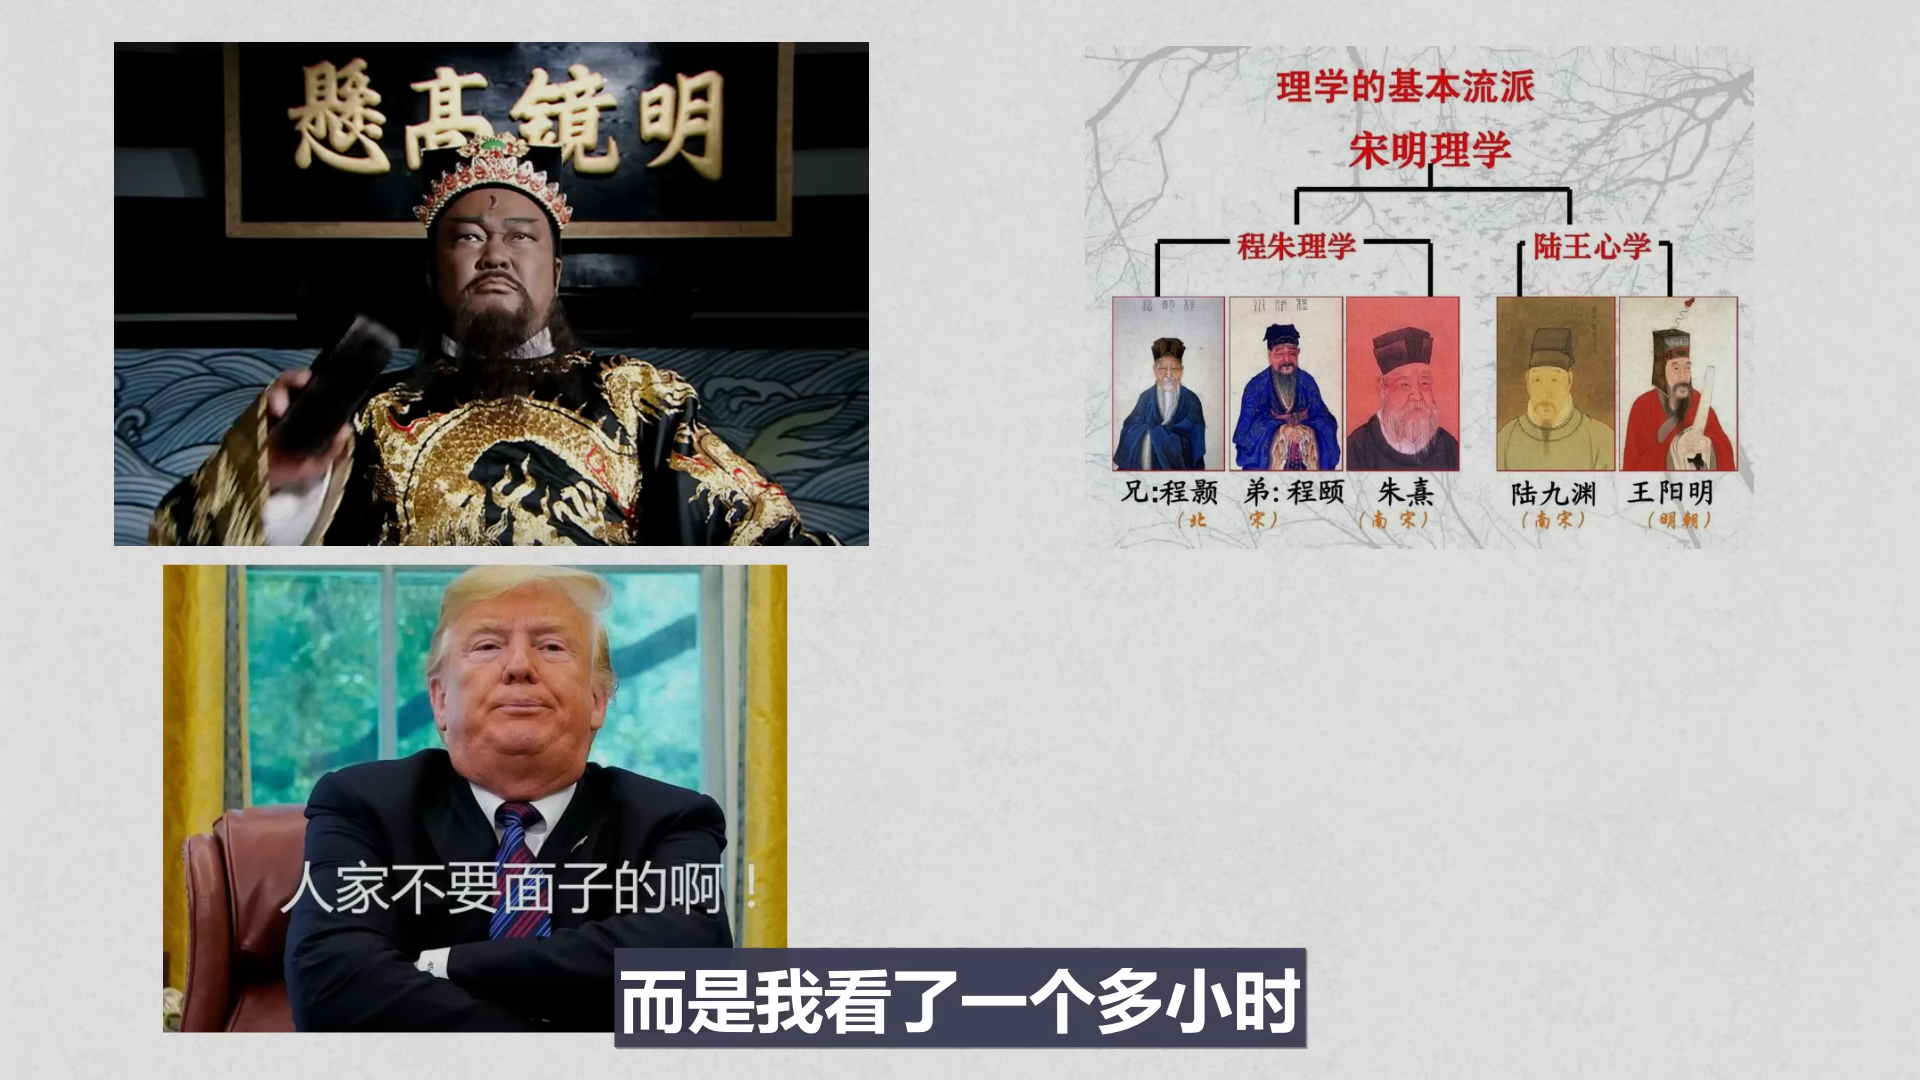 懸高鏡明
理学的基本流派
宋明理学
程朱理学 陆王心学
兄:程颢 弟:程颐 朱熹 陆九渊 王阳明
(北 宋) (南宋) (南宋) (明朝)
人家不要面子的啊！
而是我看了一个多小时